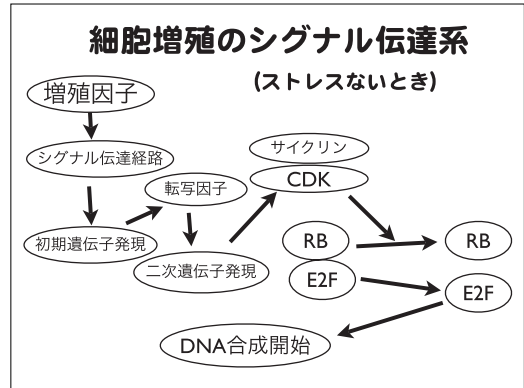 細胞増殖のシグナル伝達系
(ストレスないとき)
増殖因子
シグナル伝達経路
初期遺伝子発現
転写因子
二次遺伝子発現
サイクリン
CDK
RB
E2F
RB
E2F
DNA合成開始